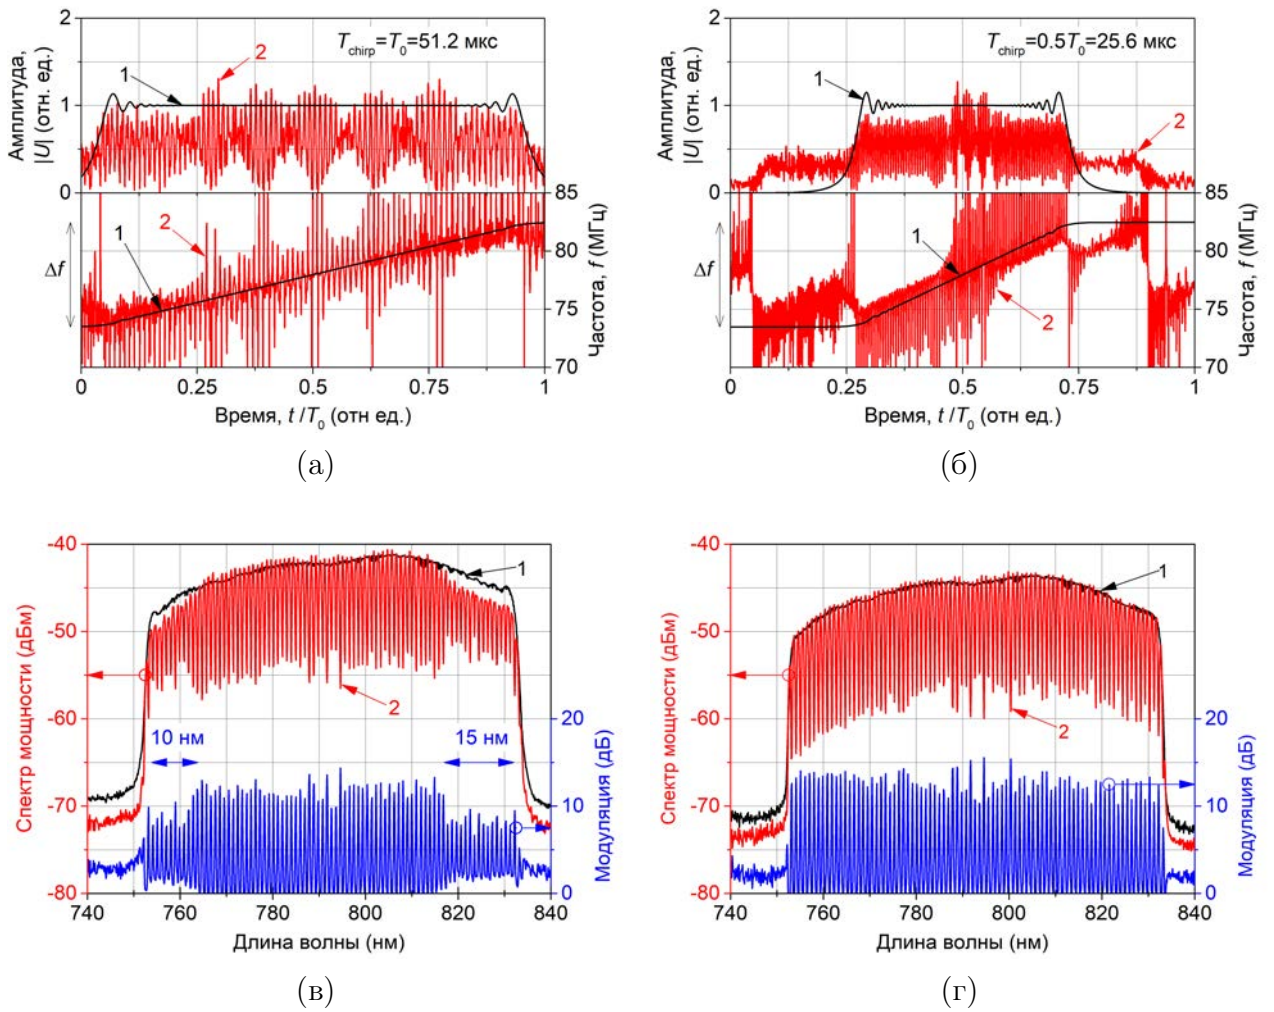 Амплитуда, |U| (отн. ед.)
2
1
0
T_chirp=T_0=51.2 мкс
1
2
Δf
1
2
85
80
75
70
Частота, f (МГц)
0 0.25 0.5 0.75 1
Время, t /T_0 (отн ед.)
(а)
Амплитуда, |U| (отн. ед.)
2
1
0
T_chirp=0.5T_0=25.6 мкс
1
2
Δf
1
2
85
80
75
70
Частота, f (МГц)
0 0.25 0.5 0.75 1
Время, t /T_0 (отн ед.)
(б)
Спектр мощности (дБм)
-40
-50
-60
-70
-80
1
2
10 нм 15 нм
20
10
0
Модуляция (дБ)
740 760 780 800 820 840
Длина волны (нм)
(в)
Спектр мощности (дБм)
-40
-50
-60
-70
-80
1
2
20
10
0
Модуляция (дБ)
740 760 780 800 820 840
Длина волны (нм)
(г)